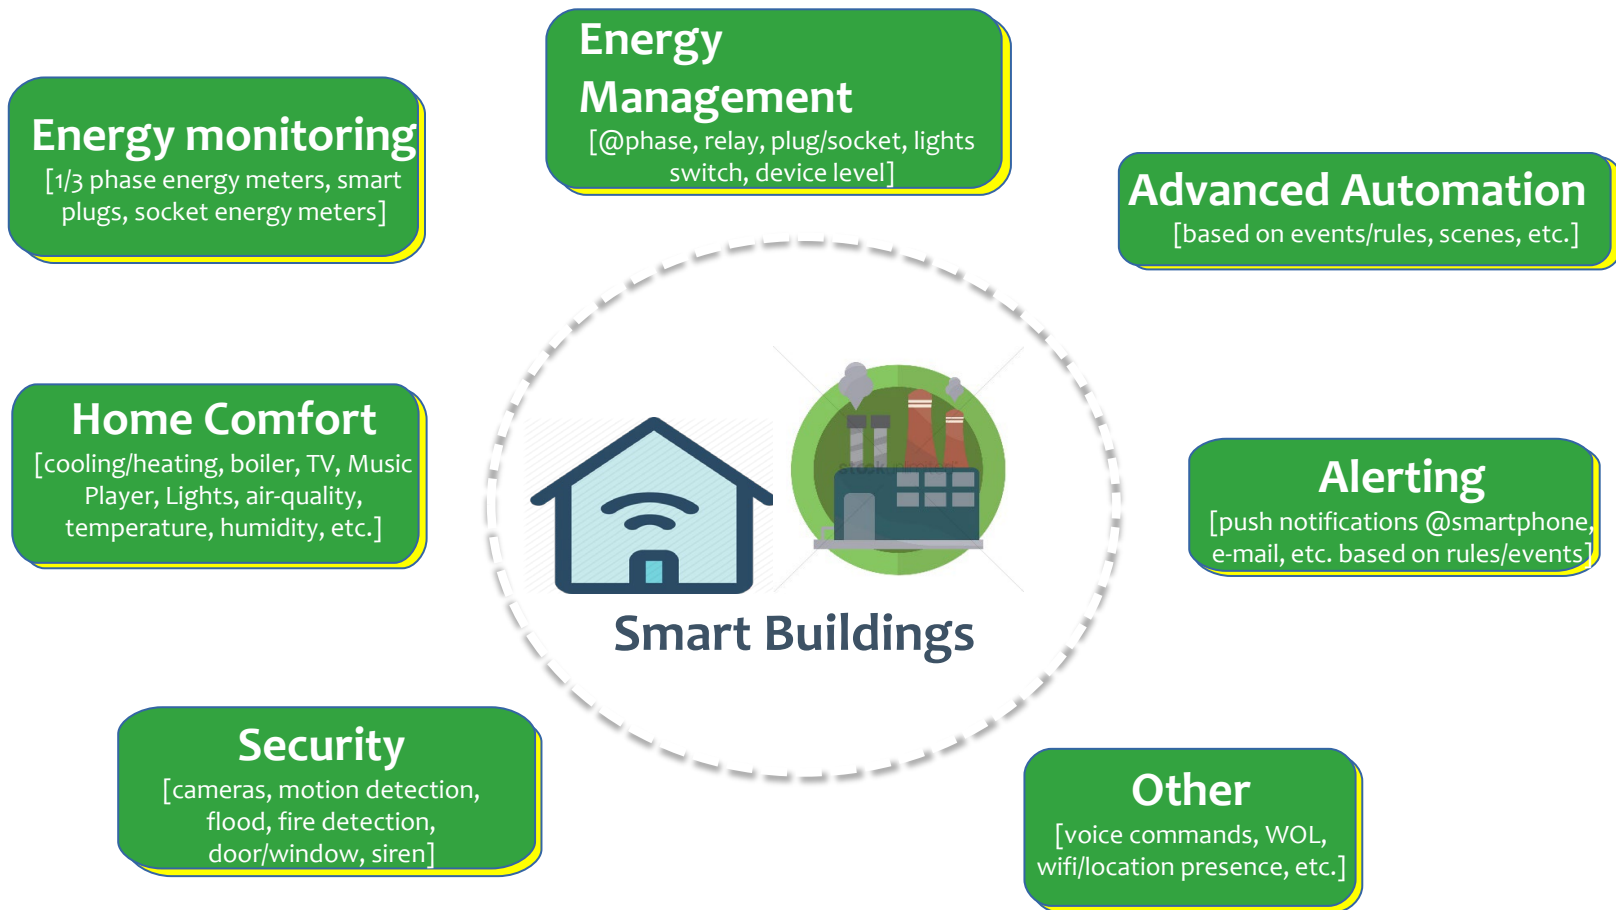 Energy
Management
[@phase, relay, plug/socket, lights
switch, device level]
Energy monitoring
[1/3 phase energy meters, smart
plugs, socket energy meters]
Advanced Automation
[based on events/rules, scenes, etc.]
Home Comfort
[cooling/heating, boiler, TV, Music
Player, Lights, air-quality,
temperature, humidity, etc.]
Alerting
[push notifications @smartphone,
e-mail, etc. based on rules/events]
Smart Buildings
Security
[cameras, motion detection,
flood, fire detection,
door/window, siren]
Other
[voice commands, WOL,
wifi/location presence, etc.]